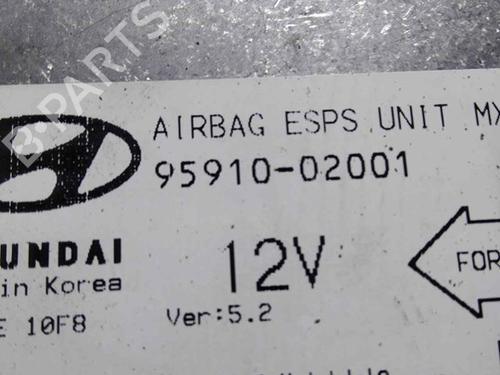 B-PARTS
AIRBAG ESPS UNIT MX
95910-02001
UNDAI
12V
FOR
in Korea
E 10F8
Ver:5.2